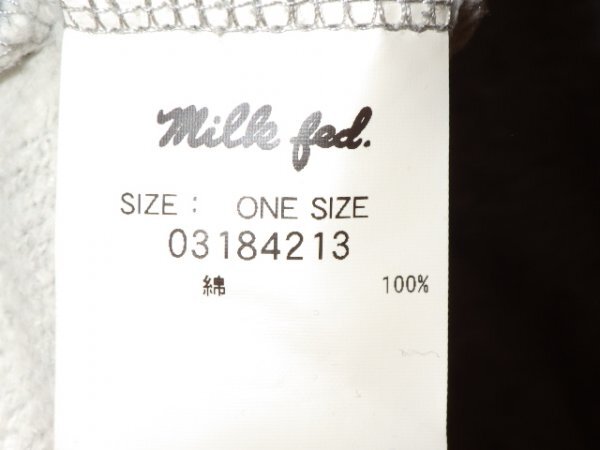 Milk fed.
SIZE : ONE SIZE
03184213
綿 100%